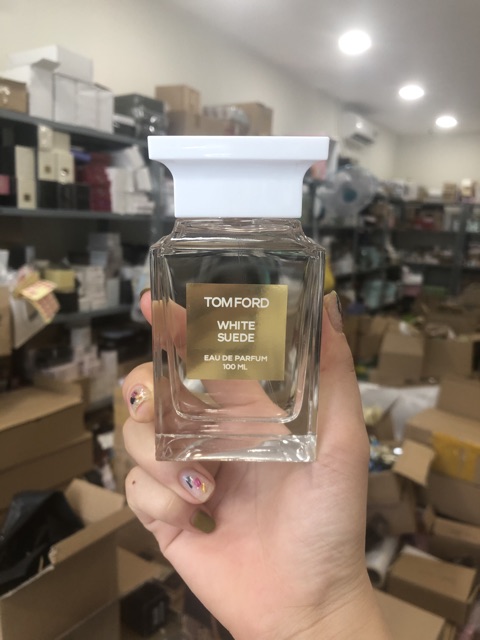 TOM FORD
WHITE
SUEDE
EAU DE PARFUM
100 ML